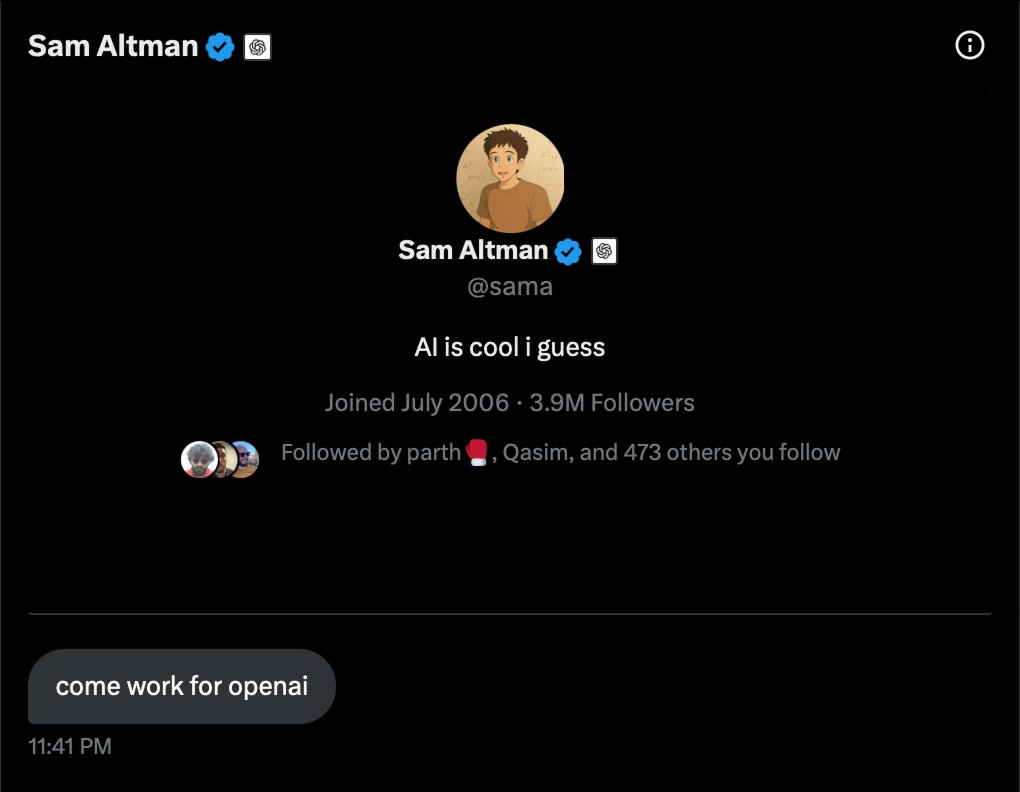 Sam Altman
Sam Altman
@sama
AI is cool i guess
Joined July 2006 · 3.9M Followers
Followed by parth🥊, Qasim, and 473 others you follow
come work for openai
11:41 PM